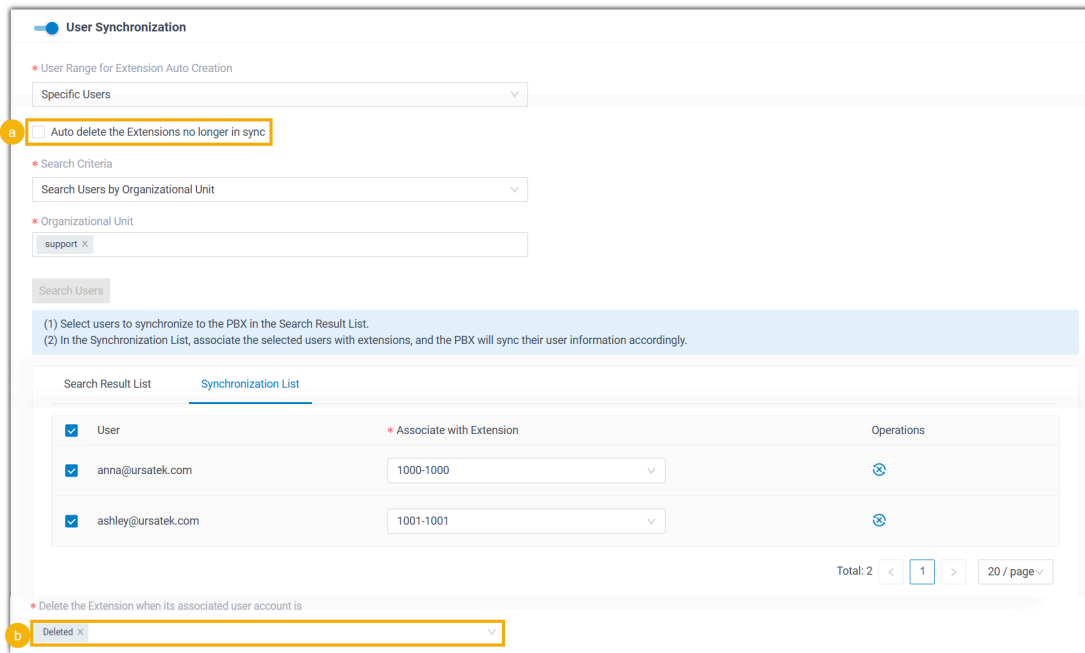 User Synchronization
* User Range for Extension Auto Creation
Specific Users
a
Auto delete the Extensions no longer in sync
* Search Criteria
Search Users by Organizational Unit
* Organizational Unit
support X
Search Users
(1) Select users to synchronize to the PBX in the Search Result List.
(2) In the Synchronization List, associate the selected users with extensions, and the PBX will sync their user information accordingly.
Search Result List Synchronization List
User * Associate with Extension Operations
anna@ursatek.com 1000-1000
ashley@ursatek.com 1001-1001
Total: 2 < 1 > 20 / page
* Delete the Extension when its associated user account is
b Deleted X